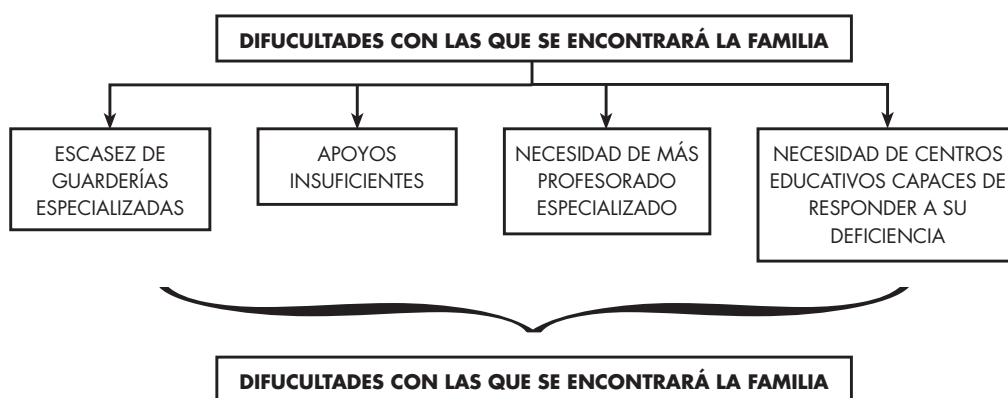 DIFUCULTADES CON LAS QUE SE ENCONTRARÁ LA FAMILIA
ESCASEZ DE
GUARDERÍAS
ESPECIALIZADAS
APOYOS
INSUFICIENTES
NECESIDAD DE MÁS
PROFESORADO
ESPECIALIZADO
NECESIDAD DE CENTROS
EDUCATIVOS CAPACES DE
RESPONDER A SU
DEFICIENCIA
DIFUCULTADES CON LAS QUE SE ENCONTRARÁ LA FAMILIA